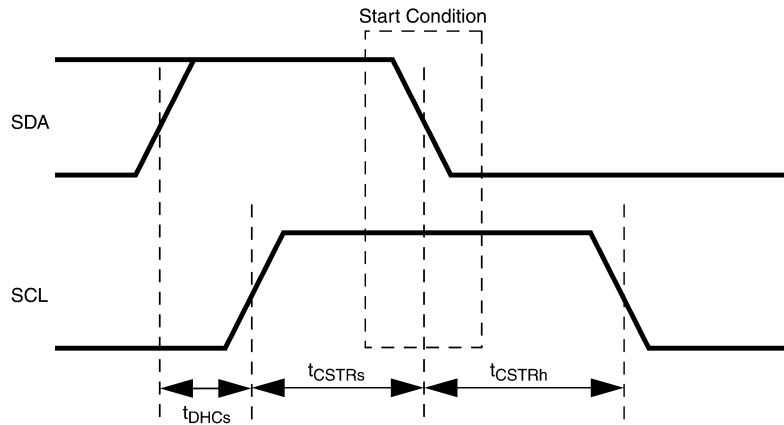 Start Condition
SDA
SCL
tCSTRs
tCSTRh
tDHCs